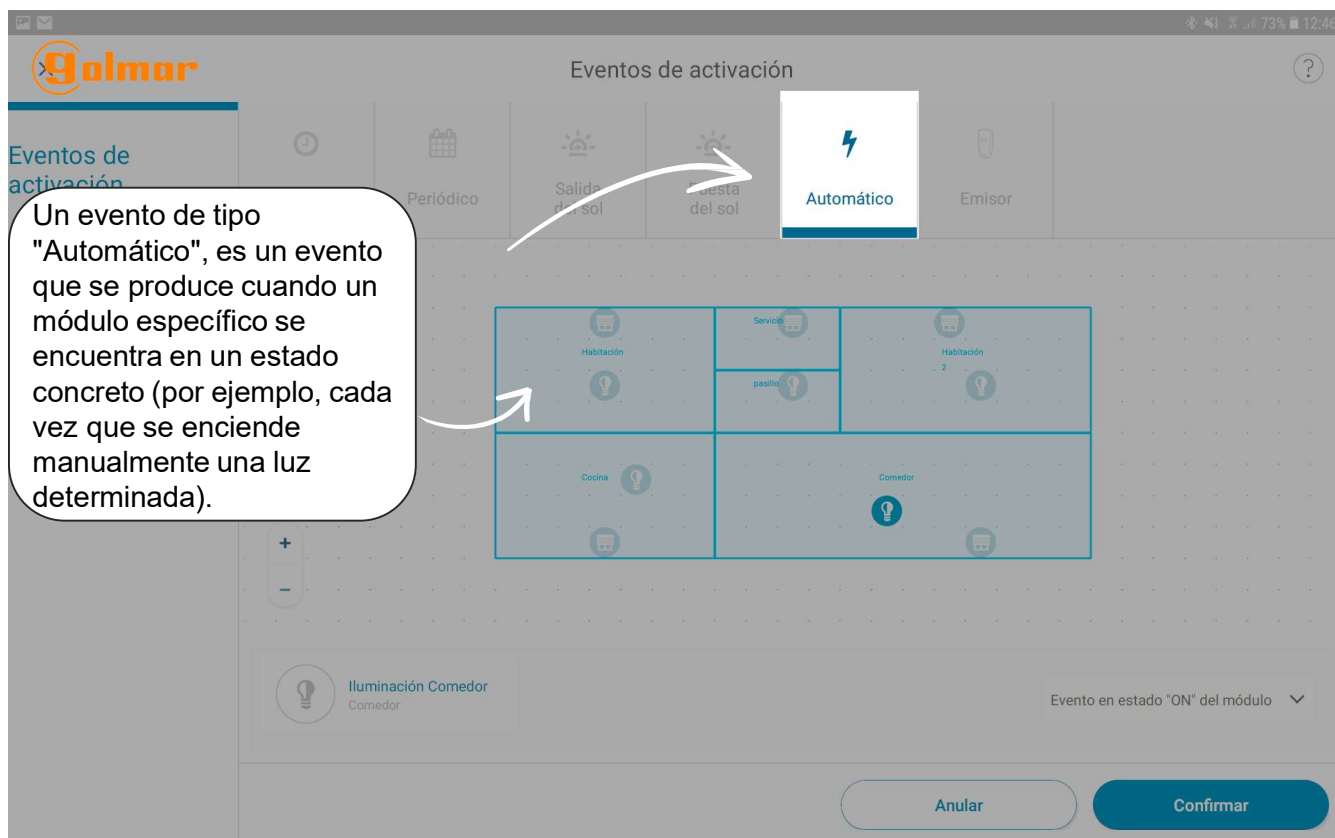 73% 12:46
golmar
Eventos de activación
?
Eventos de
activación
Periódico
Salida
del sol
Puesta
del sol
Automático
Emisor
Un evento de tipo
"Automático", es un evento
que se produce cuando un
módulo específico se
encuentra en un estado
concreto (por ejemplo, cada
vez que se enciende
manualmente una luz
determinada).
Habitación
Servicio
pasillo
Habitación
2
Cocina
Comedor
+
−
Iluminación Comedor
Comedor
Evento en estado "ON" del módulo
Anular
Confirmar